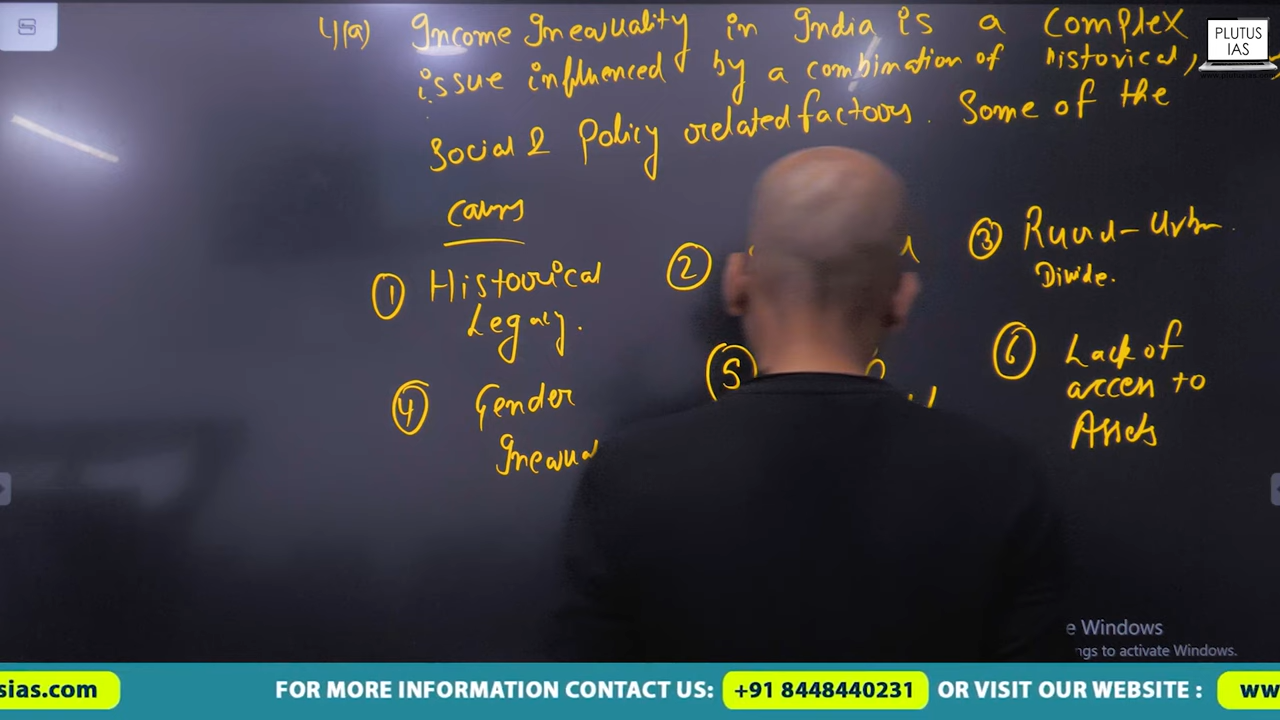 4(a) Income Inequality in India is a complex
issue influenced by a combination of historical,
Social & Policy related factors. Some of the
causes
① Historical
Legacy.
②
③ Rural-Urban
Divide.
④ Gender
⑤
⑥ Lack of
access to
Assets
PLUTUS
IAS
www.plutusias.com
e Windows
ngs to activate Windows.
sias.com
FOR MORE INFORMATION CONTACT US: +91 8448440231 OR VISIT OUR WEBSITE : ww